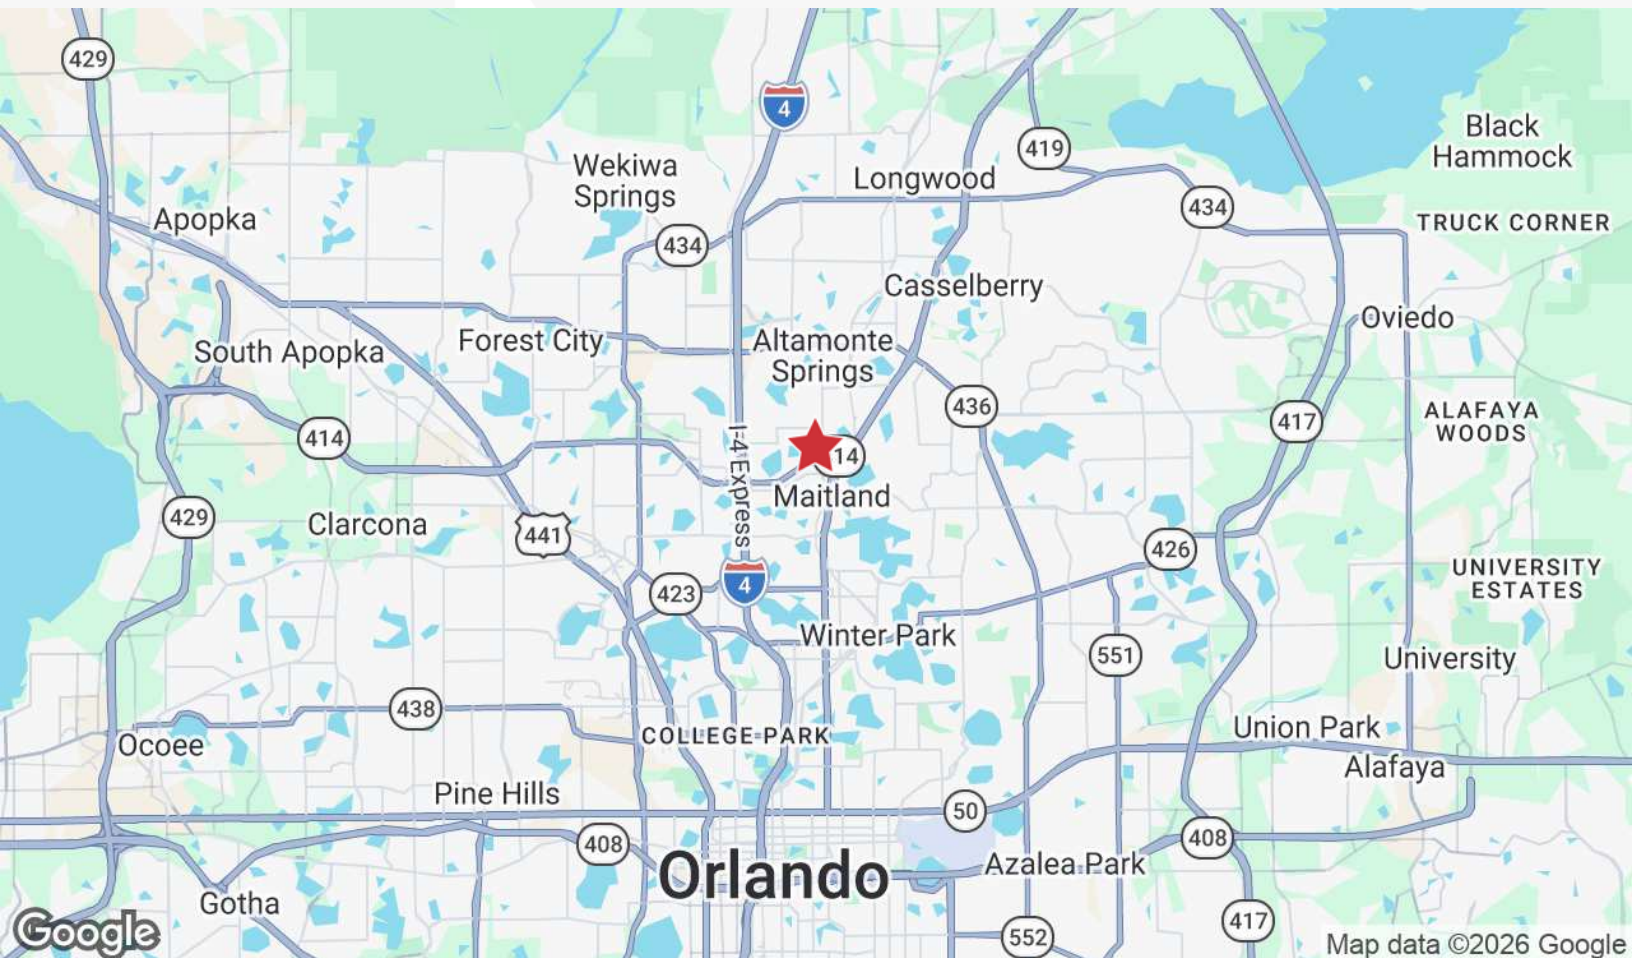 429
4
Black
Hammock
419
Wekiwa
Springs
Longwood
434
Apopka
TRUCK CORNER
434
Casselberry
Oviedo
Forest City
Altamonte
Springs
South Apopka
436
ALAFAYA
WOODS
417
414
14
I-4 Express
Maitland
429
Clarcona
441
426
UNIVERSITY
ESTATES
4
423
Winter Park
551
University
438
Union Park
COLLEGE PARK
Ocoee
Alafaya
Pine Hills
50
408
408
Orlando
Azalea Park
Gotha
417
Google
552
Map data ©2026 Google